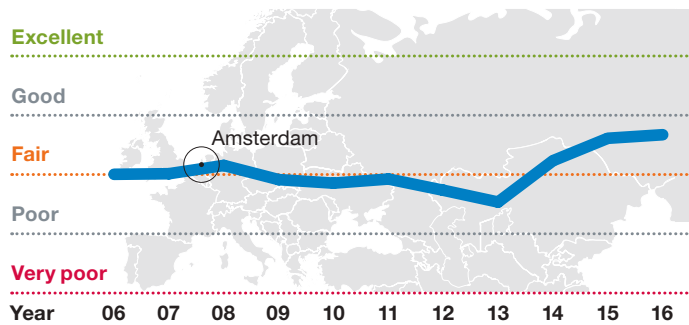 Excellent
Good
Amsterdam
Fair
Poor
Very poor
Year 06 07 08 09 10 11 12 13 14 15 16